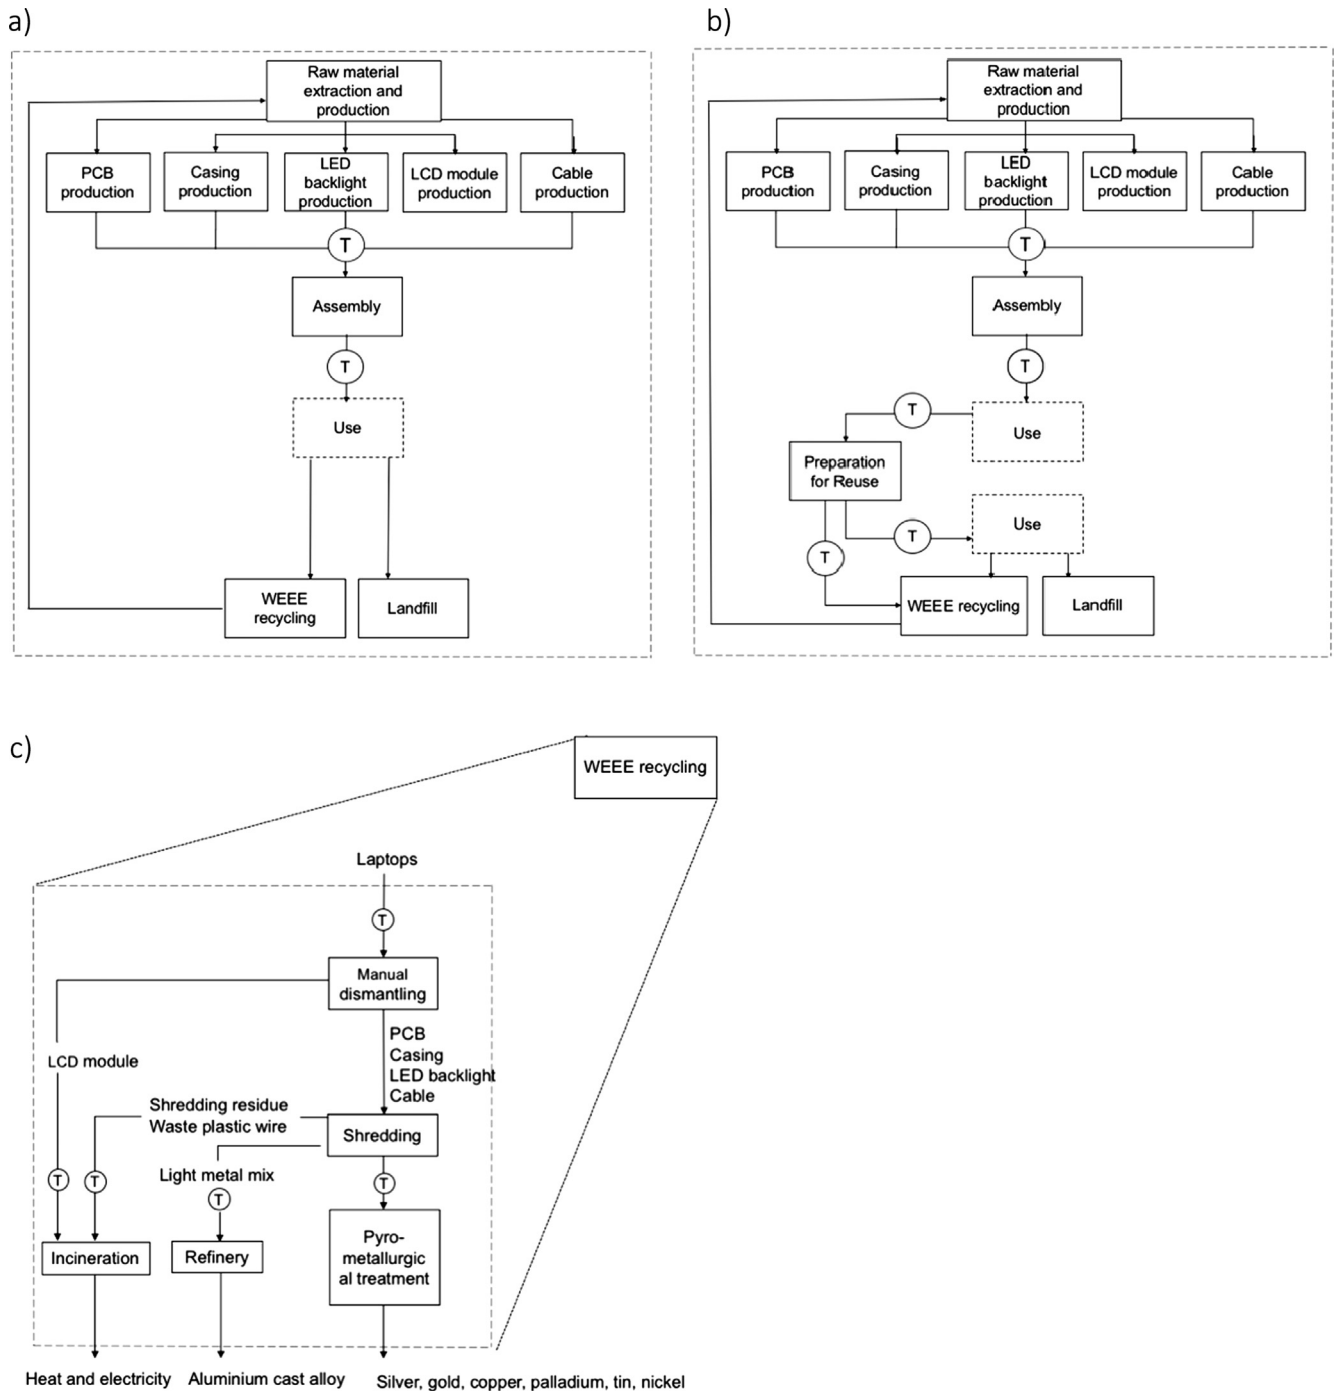 a)
Raw material
extraction and
production
PCB
production
Casing
production
LED
backlight
production
LCD module
production
Cable
production
T
Assembly
T
Use
WEEE
recycling
Landfill
b)
Raw material
extraction and
production
PCB
production
Casing
production
LED
backlight
production
LCD module
production
Cable
production
T
Assembly
T
T
Use
Preparation
for Reuse
Use
T
T
WEEE recycling
Landfill
c)
WEEE recycling
Laptops
T
Manual
dismantling
PCB
Casing
LED backlight
Cable
LCD module
Shredding residue
Waste plastic wire
Shredding
Light metal mix
T
T
T
T
Pyro-
metallurgic
al treatment
Incineration
Refinery
Heat and electricity
Aluminium cast alloy
Silver, gold, copper, palladium, tin, nickel